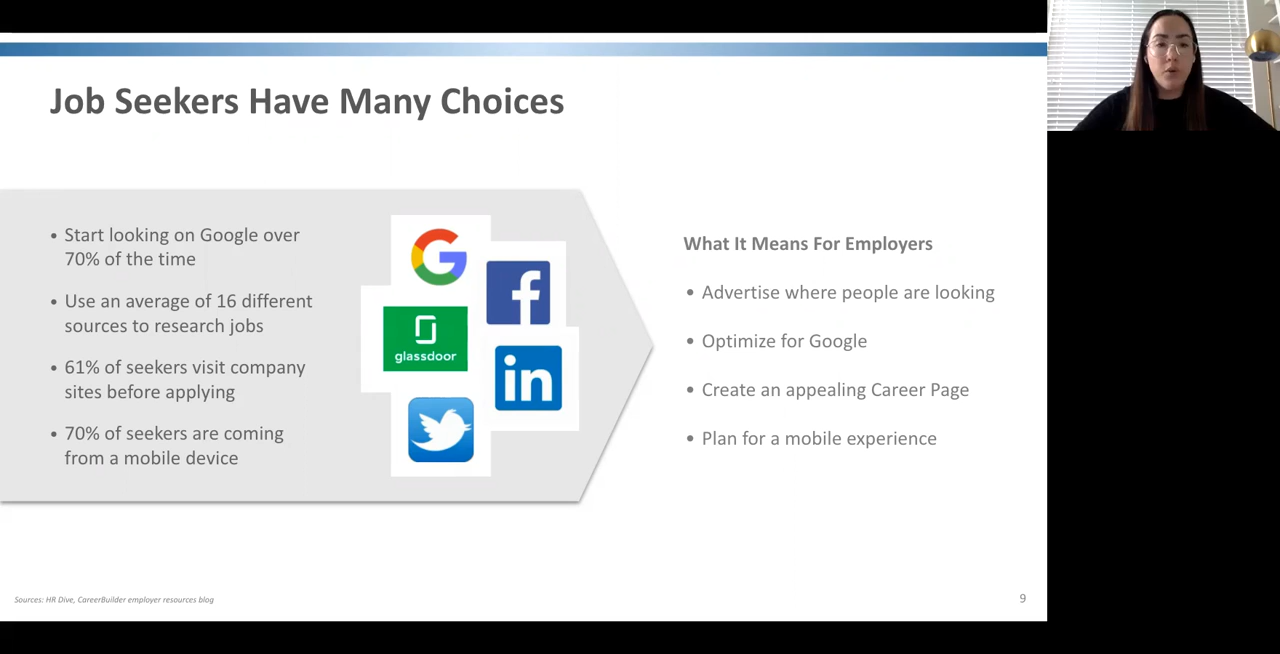 Job Seekers Have Many Choices
• Start looking on Google over
70% of the time
• Use an average of 16 different
sources to research jobs
• 61% of seekers visit company
sites before applying
• 70% of seekers are coming
from a mobile device
G
f
glassdoor
in
What It Means For Employers
• Advertise where people are looking
• Optimize for Google
• Create an appealing Career Page
• Plan for a mobile experience
Sources: HR Dive, CareerBuilder employer resources blog
9